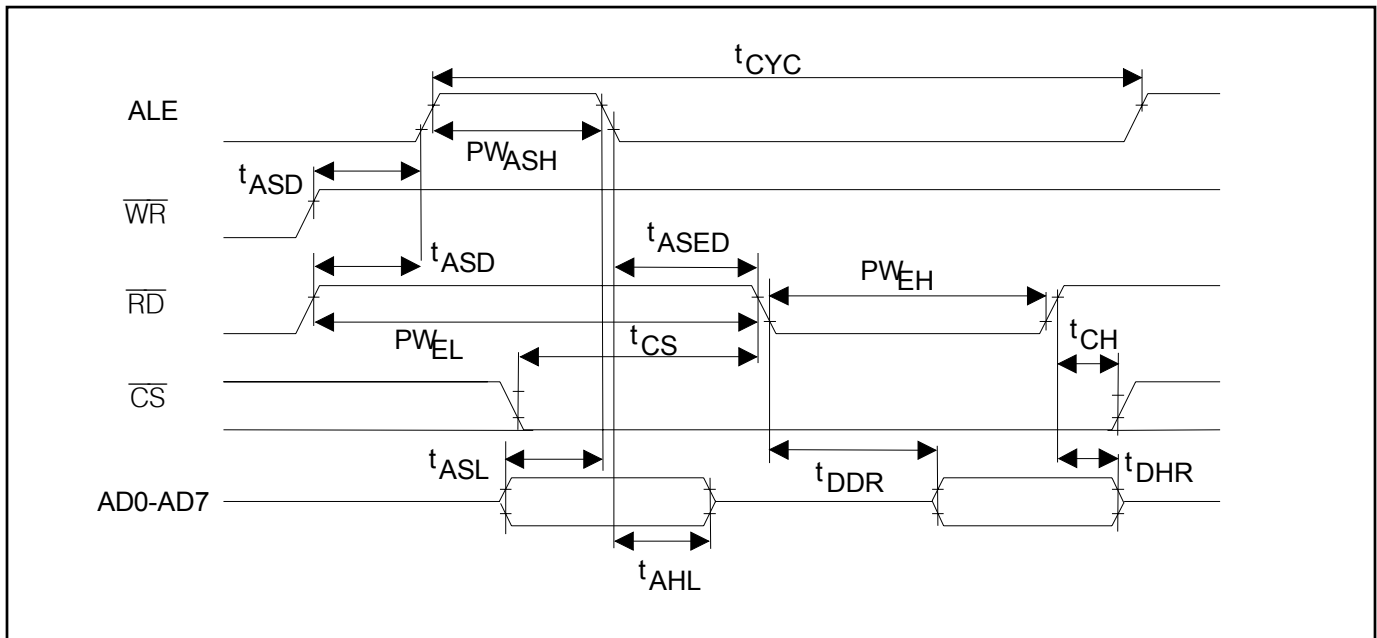 tCYC
ALE
PWASH
tASD
WR
tASED
tASD
PWEH
RD
PWEL
tCS
tCH
CS
tASL
tDDR
tDHR
AD0-AD7
tAHL